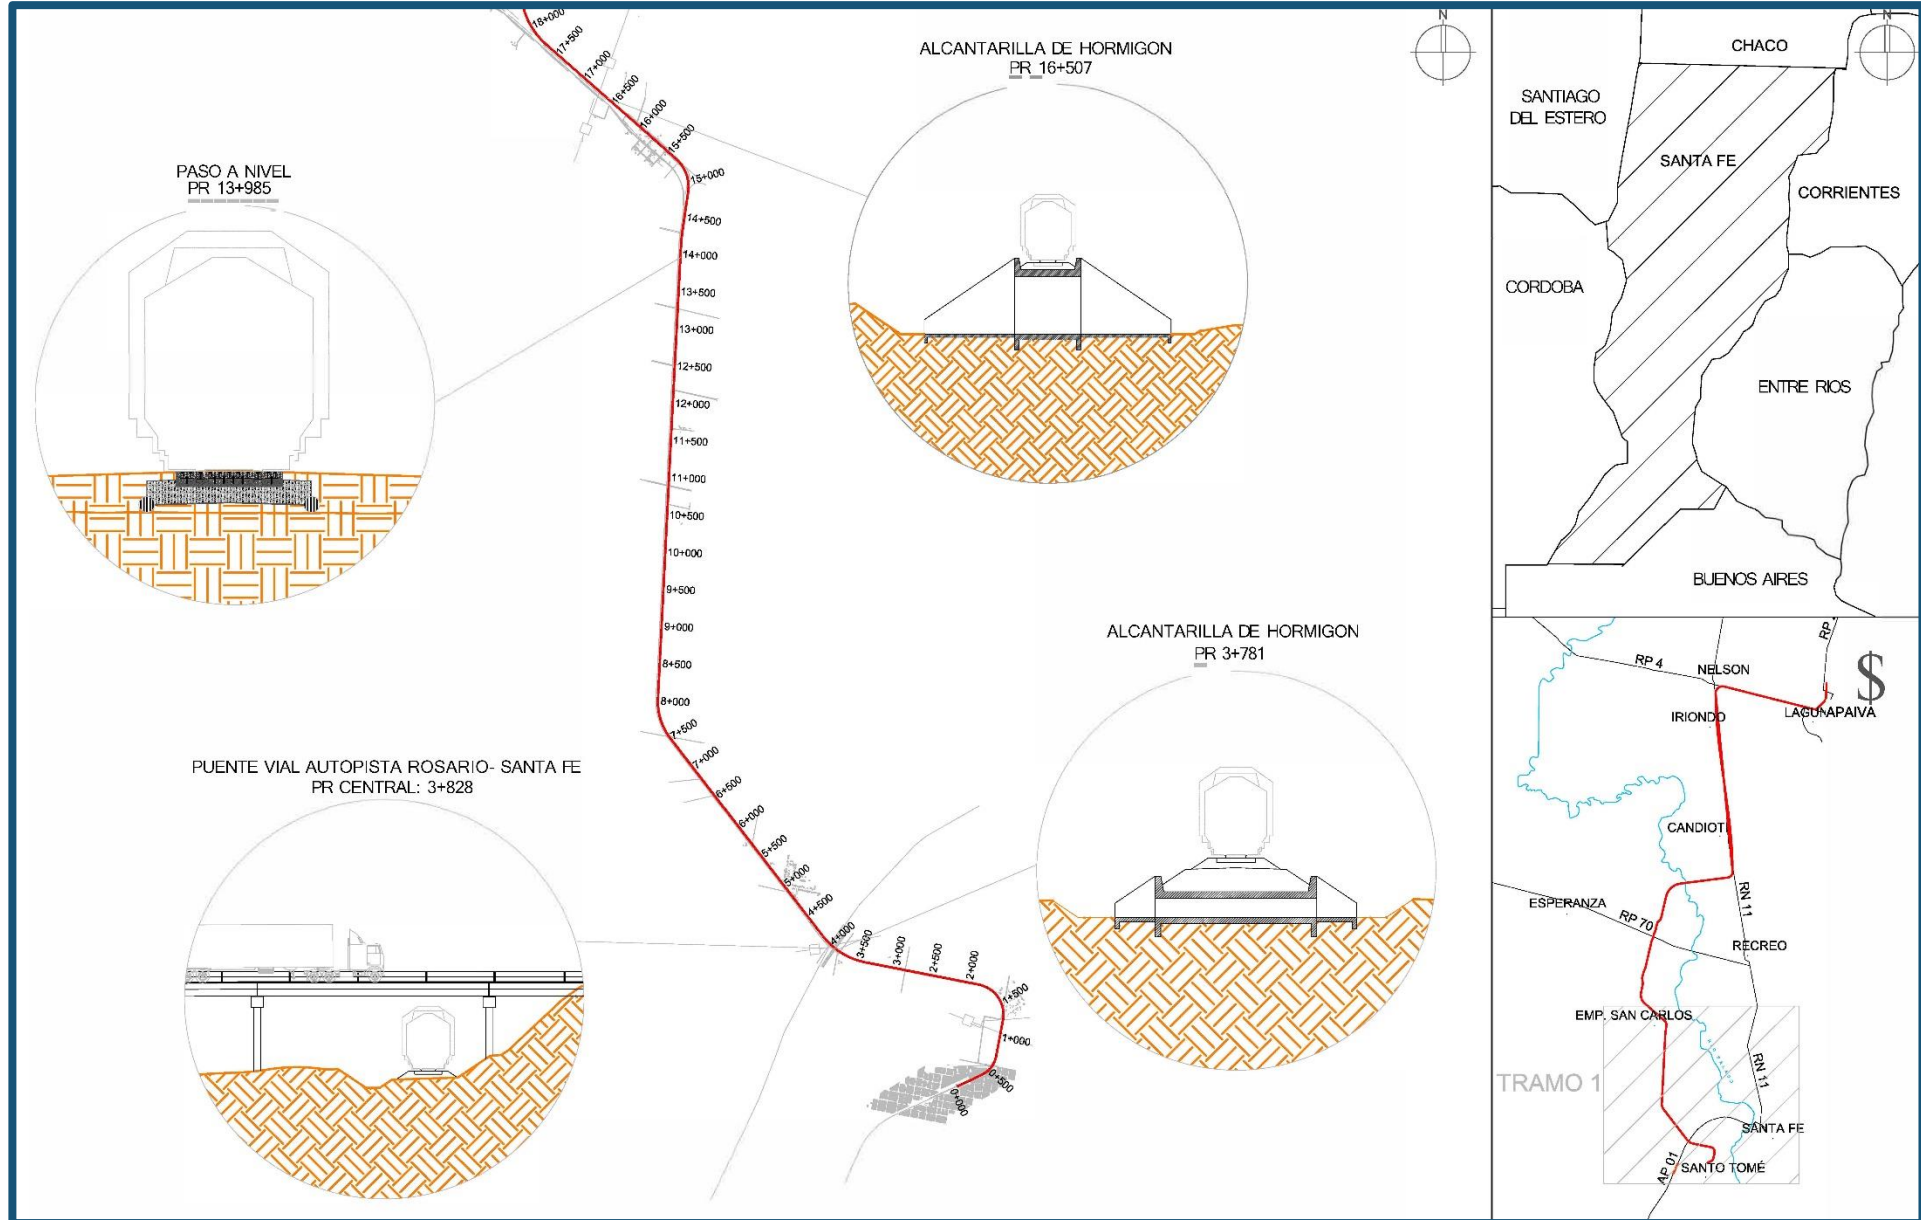 PASO A NIVEL
PR 13+985
PUENTE VIAL AUTOPISTA ROSARIO- SANTA FE
PR CENTRAL: 3+828
ALCANTARILLA DE HORMIGON
PR 16+507
ALCANTARILLA DE HORMIGON
PR 3+781
18+000
17+500
17+000
16+500
16+000
15+500
15+000
14+500
14+000
13+500
13+000
12+500
12+000
11+500
11+000
10+500
10+000
9+500
9+000
8+500
8+000
7+500
7+000
6+500
6+000
5+500
5+000
4+500
4+000
3+500
3+000
2+500
2+000
1+500
1+000
0+500
0+000
N
N
CHACO
SANTIAGO
DEL ESTERO
SANTA FE
CORRIENTES
CORDOBA
ENTRE RIOS
BUENOS AIRES
RP
RP 4
NELSON
$
IRIONDO
LAGUNAPAIVA
CANDIOTI
ESPERANZA
RP 70
RN 11
RECREO
EMP. SAN CARLOS
RN 11
TRAMO 1
SANTA FE
AP 01
SANTO TOMÉ